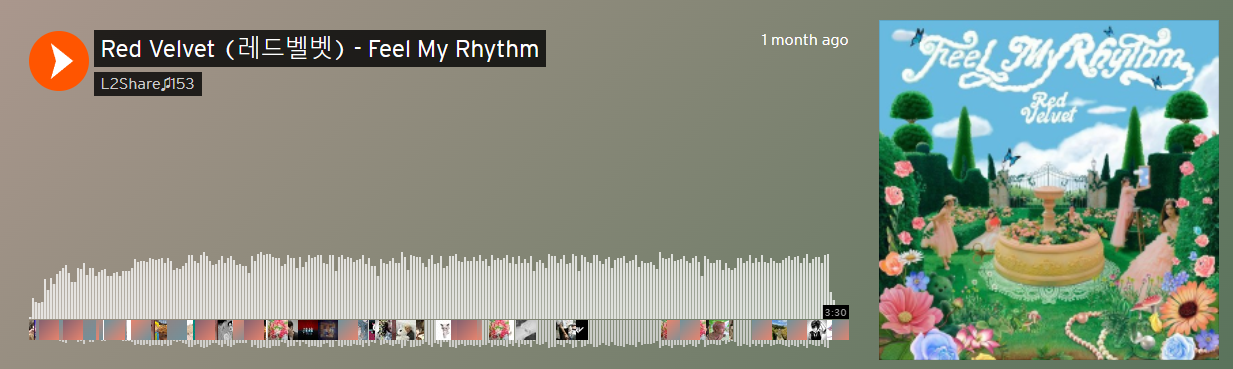 Red Velvet (레드벨벳) - Feel My Rhythm
L2Share♫153
1 month ago
3:30
Feel My Rhythm
Red
Velvet